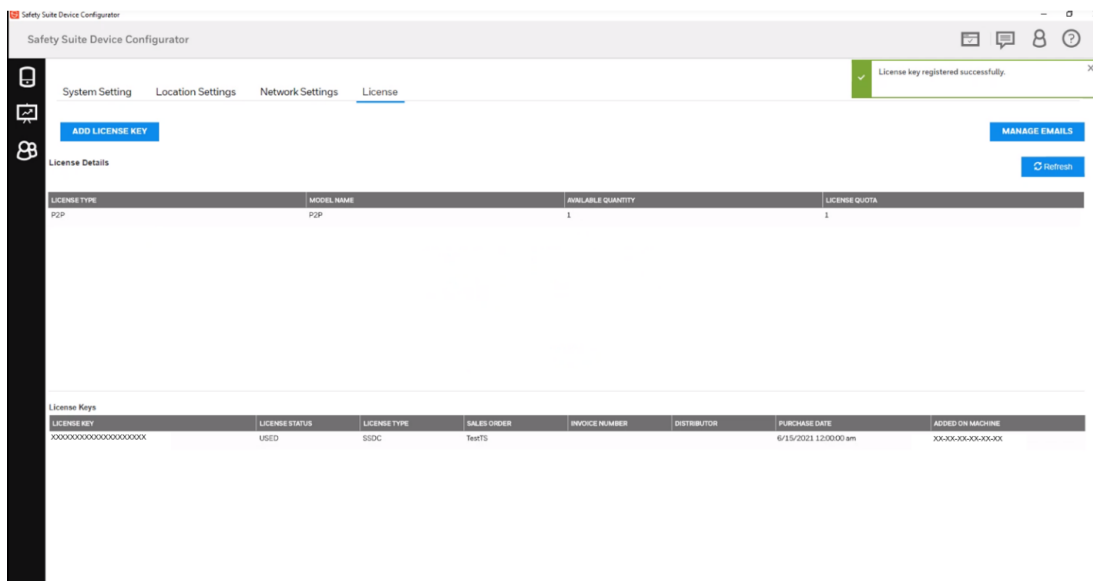 Safety Suite Device Configurator
Safety Suite Device Configurator
License key registered successfully.
System Setting Location Settings Network Settings License
ADD LICENSE KEY MANAGE EMAILS
License Details Refresh
LICENSE TYPE MODEL NAME AVAILABLE QUANTITY LICENSE QUOTA
P2P P2P 1 1
License Keys
LICENSE KEY LICENSE STATUS LICENSE TYPE SALES ORDER INVOICE NUMBER DISTRIBUTOR PURCHASE DATE ADDED ON MACHINE
XXXXXXXXXXXXXXXXXXXX USED SSDC TestTS 6/15/2021 12:00:00 am XX-XX-XX-XX-XX-XX